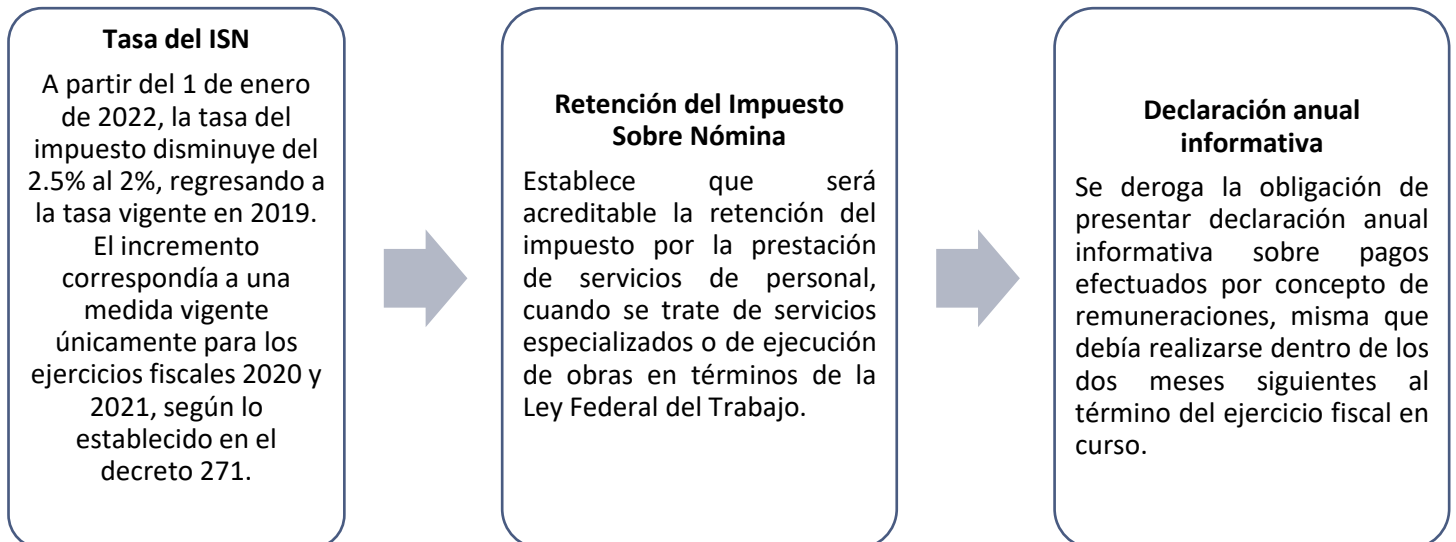 Tasa del ISN
A partir del 1 de enero
de 2022, la tasa del
impuesto disminuye del
2.5% al 2%, regresando a
la tasa vigente en 2019.
El incremento
correspondía a una
medida vigente
únicamente para los
ejercicios fiscales 2020 y
2021, según lo
establecido en el
decreto 271.
Retención del Impuesto
Sobre Nómina
Establece que será
acreditable la retención del
impuesto por la prestación
de servicios de personal,
cuando se trate de servicios
especializados o de ejecución
de obras en términos de la
Ley Federal del Trabajo.
Declaración anual
informativa
Se deroga la obligación de
presentar declaración anual
informativa sobre pagos
efectuados por concepto de
remuneraciones, misma que
debía realizarse dentro de los
dos meses siguientes al
término del ejercicio fiscal en
curso.